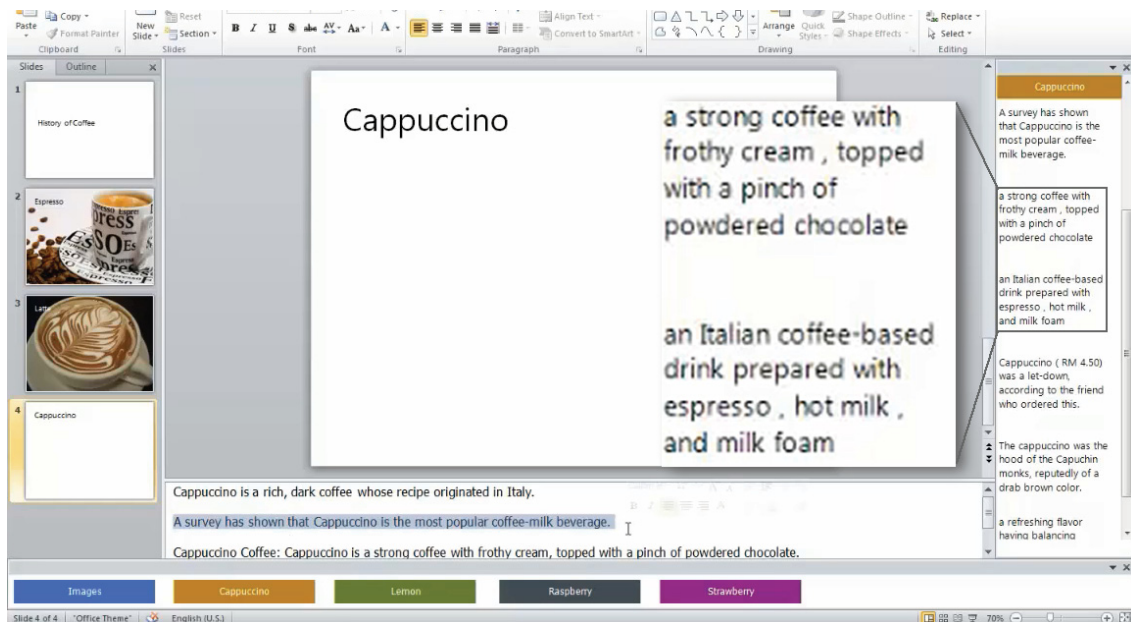 Copy
Reset
Align Text
Shape Outline
Replace
Paste
Format Painter
New
Slide
Section
B I U S abc AV Aa A
Convert to SmartArt
Arrange
Quick
Styles
Shape Effects
Select
Clipboard
Slides
Font
Paragraph
Drawing
Editing
Slides
Outline
1
History of Coffee
2
Espresso
3
Latte
4
Cappuccino
Cappuccino
a strong coffee with
frothy cream , topped
with a pinch of
powdered chocolate
an Italian coffee-based
drink prepared with
espresso , hot milk ,
and milk foam
Cappuccino is a rich, dark coffee whose recipe originated in Italy.
A survey has shown that Cappuccino is the most popular coffee-milk beverage.
Cappuccino Coffee: Cappuccino is a strong coffee with frothy cream, topped with a pinch of powdered chocolate.
Cappuccino
A survey has shown
that Cappuccino is the
most popular coffee-
milk beverage.
a strong coffee with
frothy cream , topped
with a pinch of
powdered chocolate
an Italian coffee-based
drink prepared with
espresso , hot milk ,
and milk foam
Cappuccino ( RM 4.50)
was a let-down,
according to the friend
who ordered this.
The cappuccino was the
hood of the Capuchin
monks, reputedly of a
drab brown color.
a refreshing flavor
having balancing
Images
Cappuccino
Lemon
Raspberry
Strawberry
Slide 4 of 4
"Office Theme"
English (U.S.)
70%